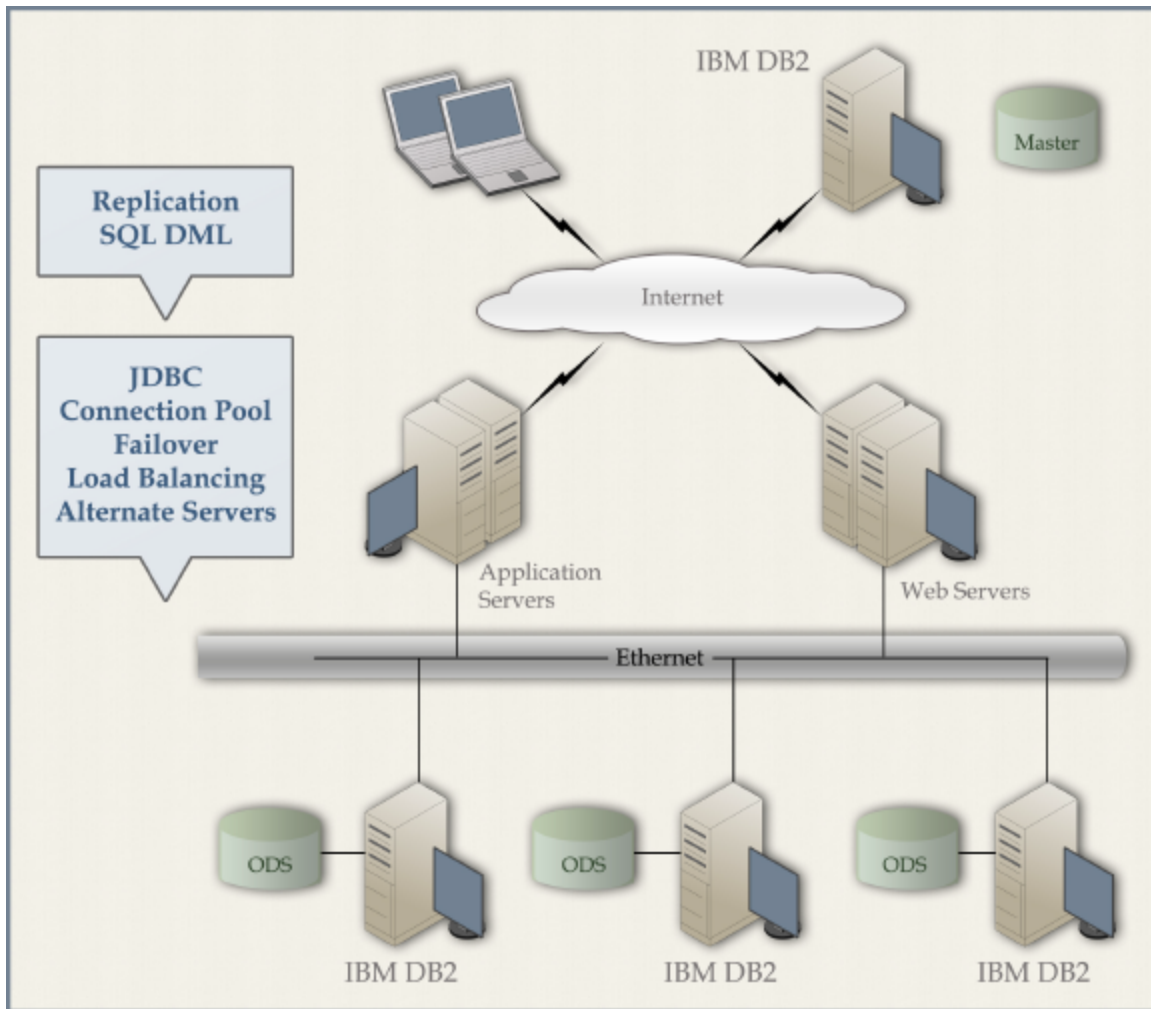 IBM DB2
Master
Replication
SQL DML
Internet
JDBC
Connection Pool
Failover
Load Balancing
Alternate Servers
Application
Servers
Web Servers
Ethernet
ODS
ODS
ODS
IBM DB2
IBM DB2
IBM DB2